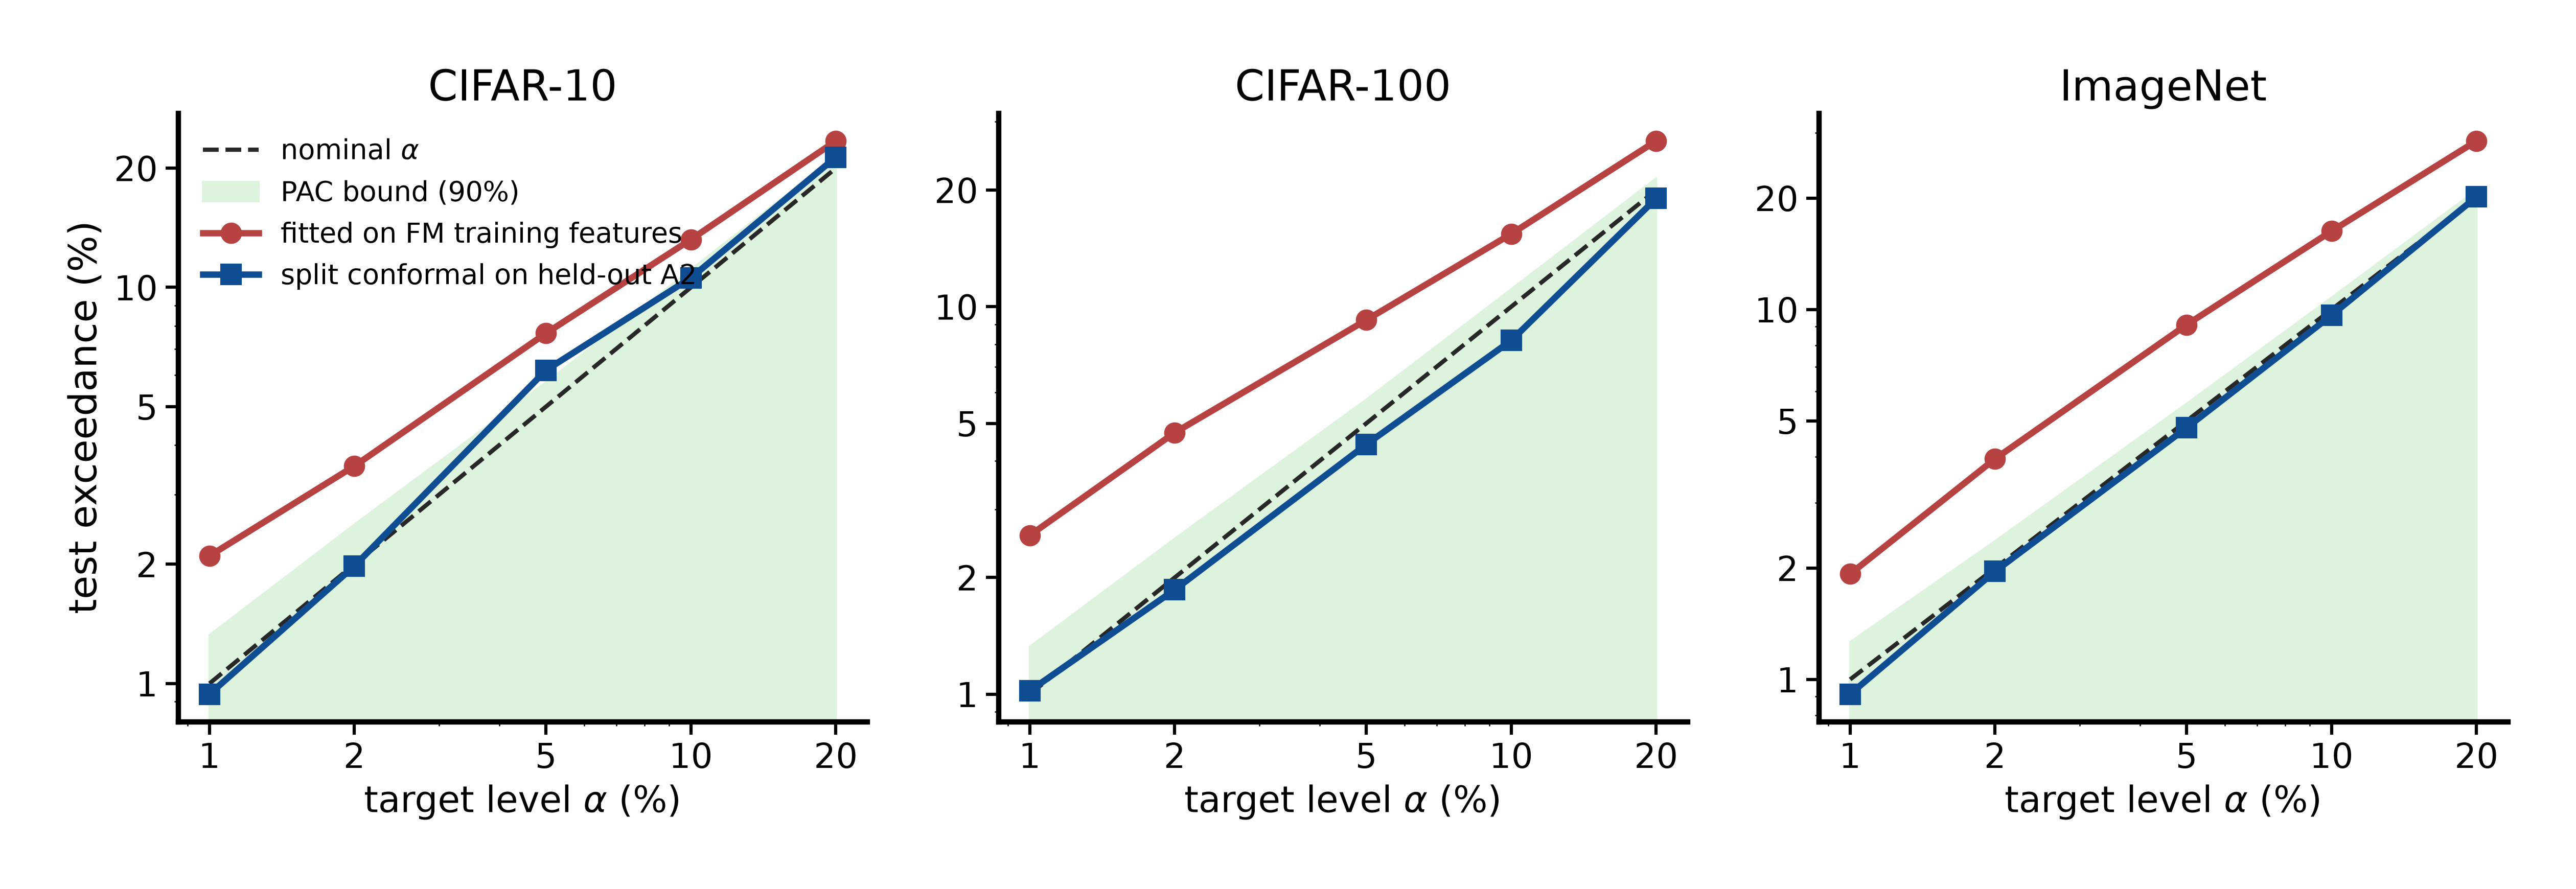 CIFAR-10
test exceedance (%)
20
10
5
2
1
nominal α
PAC bound (90%)
fitted on FM training features
split conformal on held-out A2
1 2 5 10 20
target level α (%)
CIFAR-100
20
10
5
2
1
1 2 5 10 20
target level α (%)
ImageNet
20
10
5
2
1
1 2 5 10 20
target level α (%)